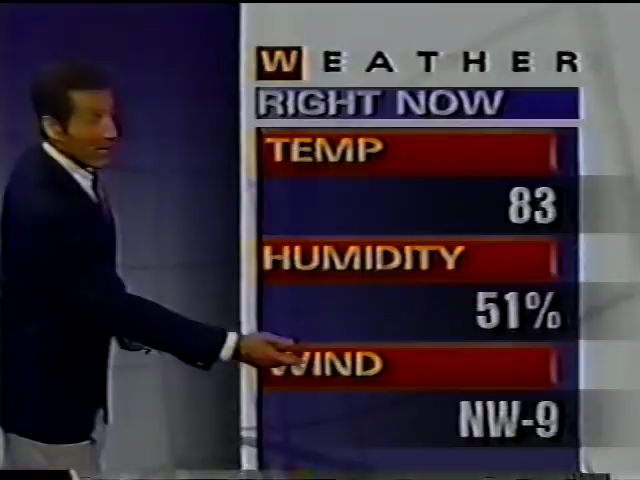 WEATHER
RIGHT NOW
TEMP
83
HUMIDITY
51%
WIND
NW-9